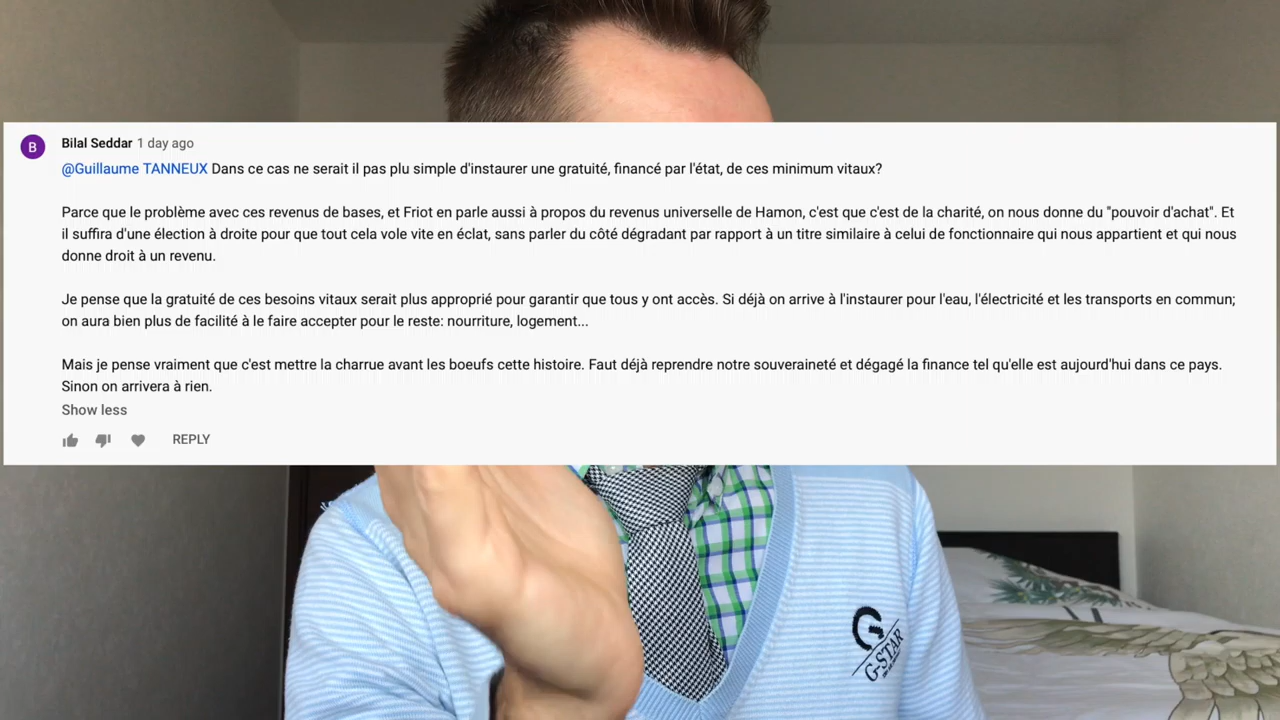 B
Bilal Seddar 1 day ago
@Guillaume TANNEUX Dans ce cas ne serait il pas plu simple d'instaurer une gratuité, financé par l'état, de ces minimum vitaux?
Parce que le problème avec ces revenus de bases, et Friot en parle aussi à propos du revenus universelle de Hamon, c'est que c'est de la charité, on nous donne du "pouvoir d'achat". Et
il suffira d'une élection à droite pour que tout cela vole vite en éclat, sans parler du côté dégradant par rapport à un titre similaire à celui de fonctionnaire qui nous appartient et qui nous
donne droit à un revenu.
Je pense que la gratuité de ces besoins vitaux serait plus approprié pour garantir que tous y ont accès. Si déjà on arrive à l'instaurer pour l'eau, l'électricité et les transports en commun;
on aura bien plus de facilité à le faire accepter pour le reste: nourriture, logement...
Mais je pense vraiment que c'est mettre la charrue avant les boeufs cette histoire. Faut déjà reprendre notre souveraineté et dégagé la finance tel qu'elle est aujourd'hui dans ce pays.
Sinon on arrivera à rien.
Show less
REPLY
G-STAR